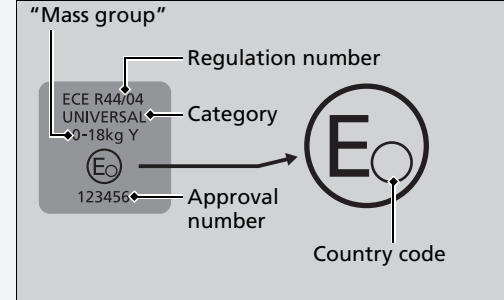 “Mass group”
Regulation number
ECE R44/04
UNIVERSAL
Category
0-18kg Y
E
E
123456
Approval
number
Country code